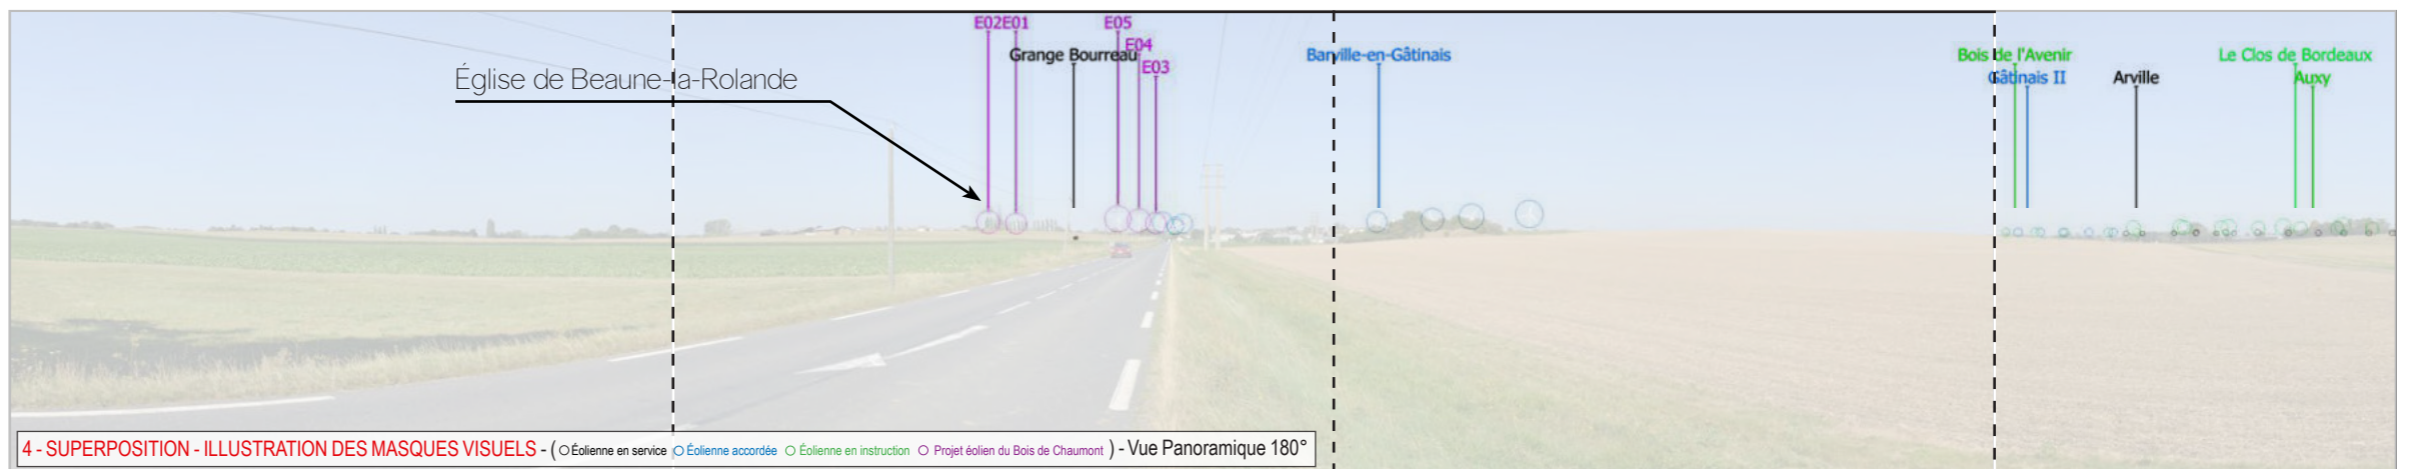 E02E01 E05
E04
Grange Bourreau
Barville-en-Gâtinais
Bois de l'Avenir
Le Clos de Bordeaux
E03
Église de Beaune-la-Rolande
Gâtinais II
Arville
Auxy
4 - SUPERPOSITION - ILLUSTRATION DES MASQUES VISUELS - ( Éolienne en service Éolienne accordée Éolienne en instruction Projet éolien du Bois de Chaumont ) - Vue Panoramique 180°